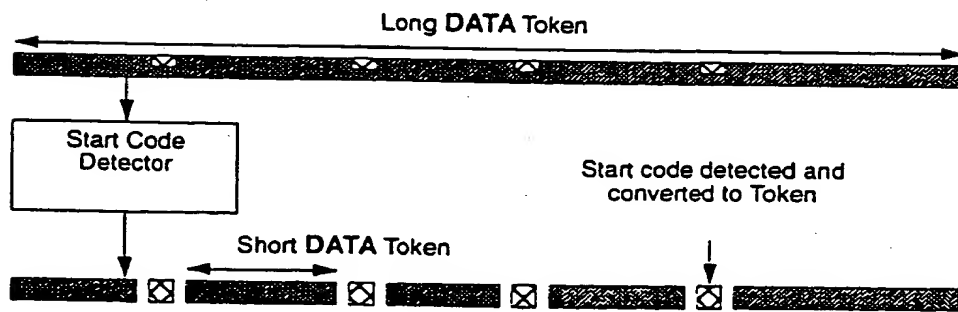 Long DATA Token
Start Code
Detector
Start code detected and
converted to Token
Short DATA Token